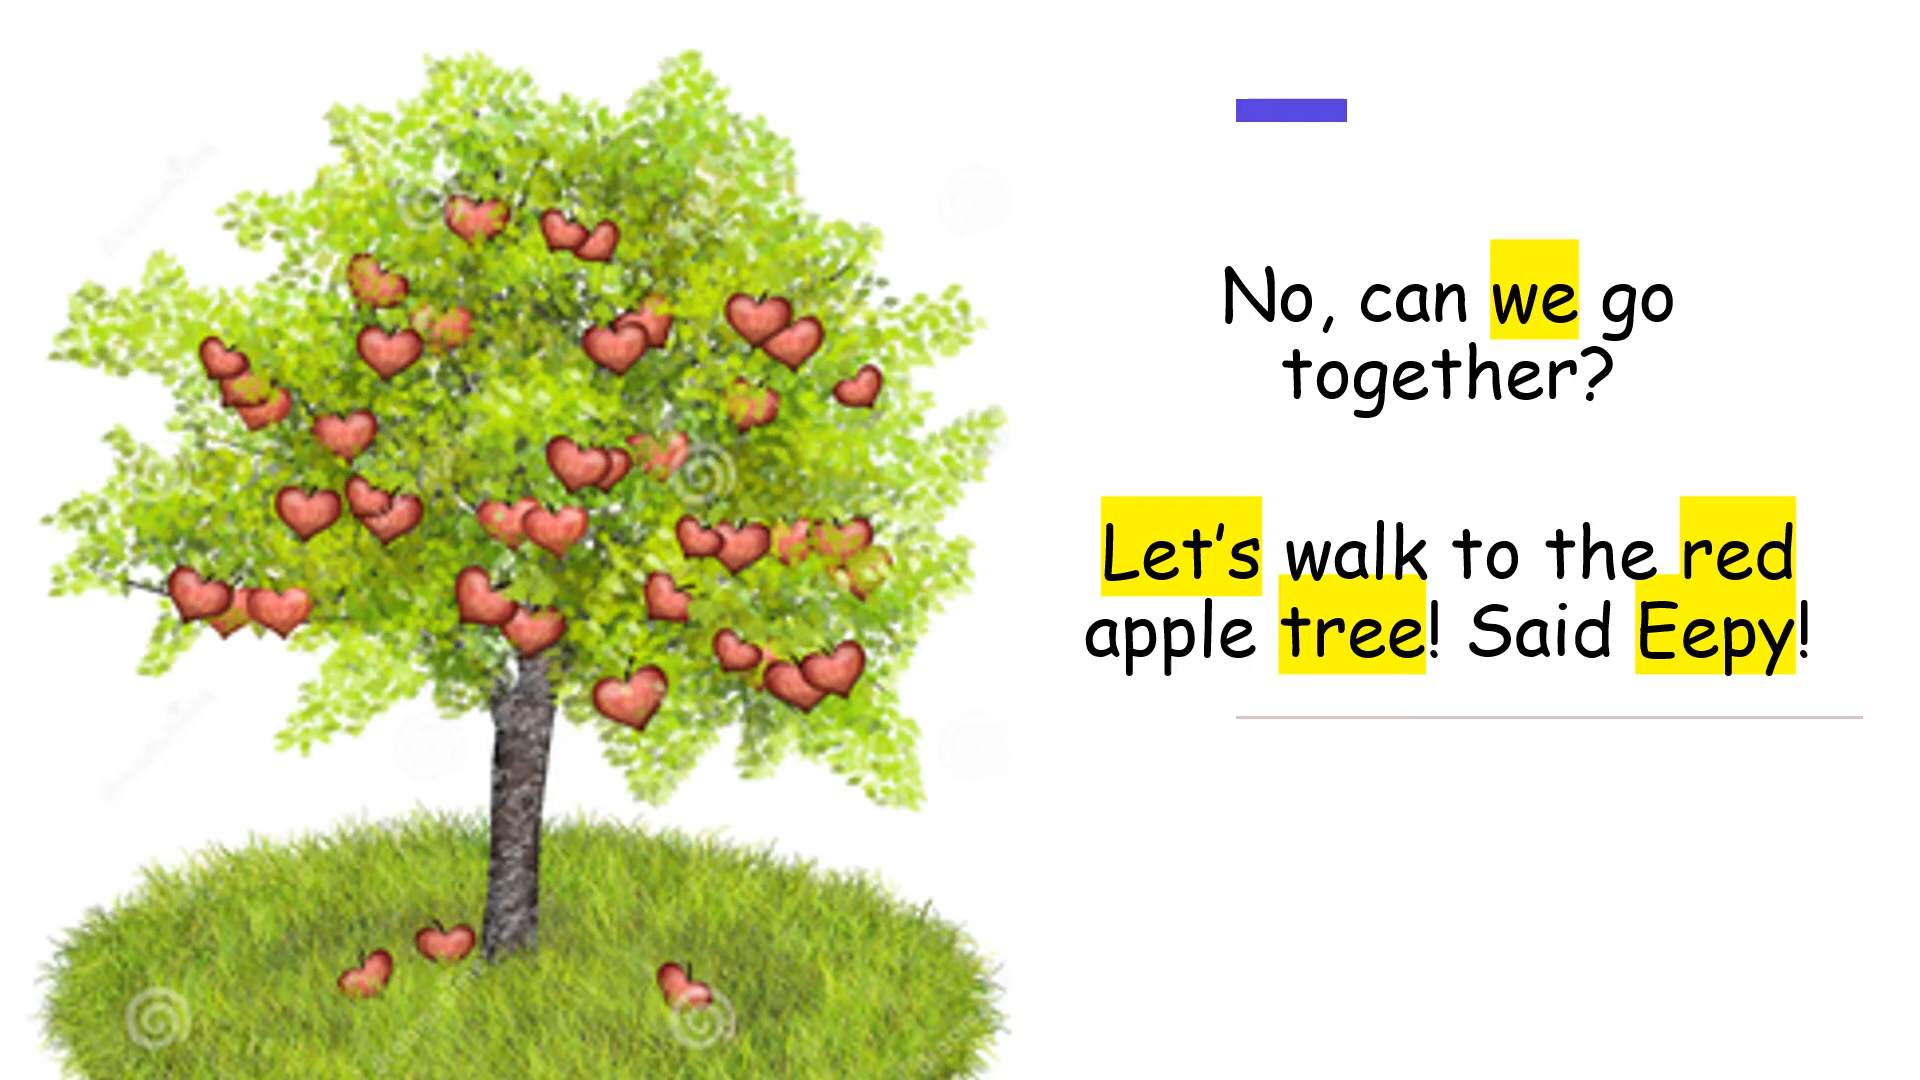 No, can we go
together?
Let’s walk to the red
apple tree! Said Eepy!